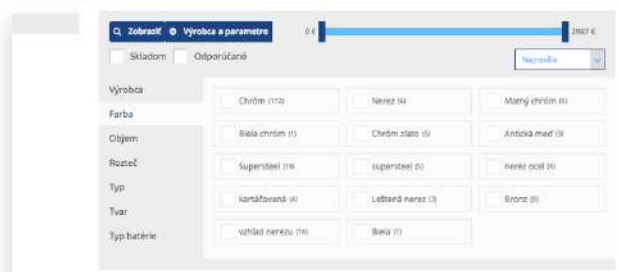 Zobraziť Výrobca a parametre 0 € 2987 €
Skladom Odporúčané Najnovšie
Výrobca
Farba
Objem
Rozteč
Typ
Tvar
Typ batérie
Chróm (112) Nerez (6) Matný chróm (6)
Biela chróm (1) Chróm zlato (5) Antická meď (3)
Supersteel (18) supersteel (5) nerez ocel (4)
kartáčovaná (4) Leštená nerez (3) Bronz (8)
vzhľad nerezu (14) Biela (1)